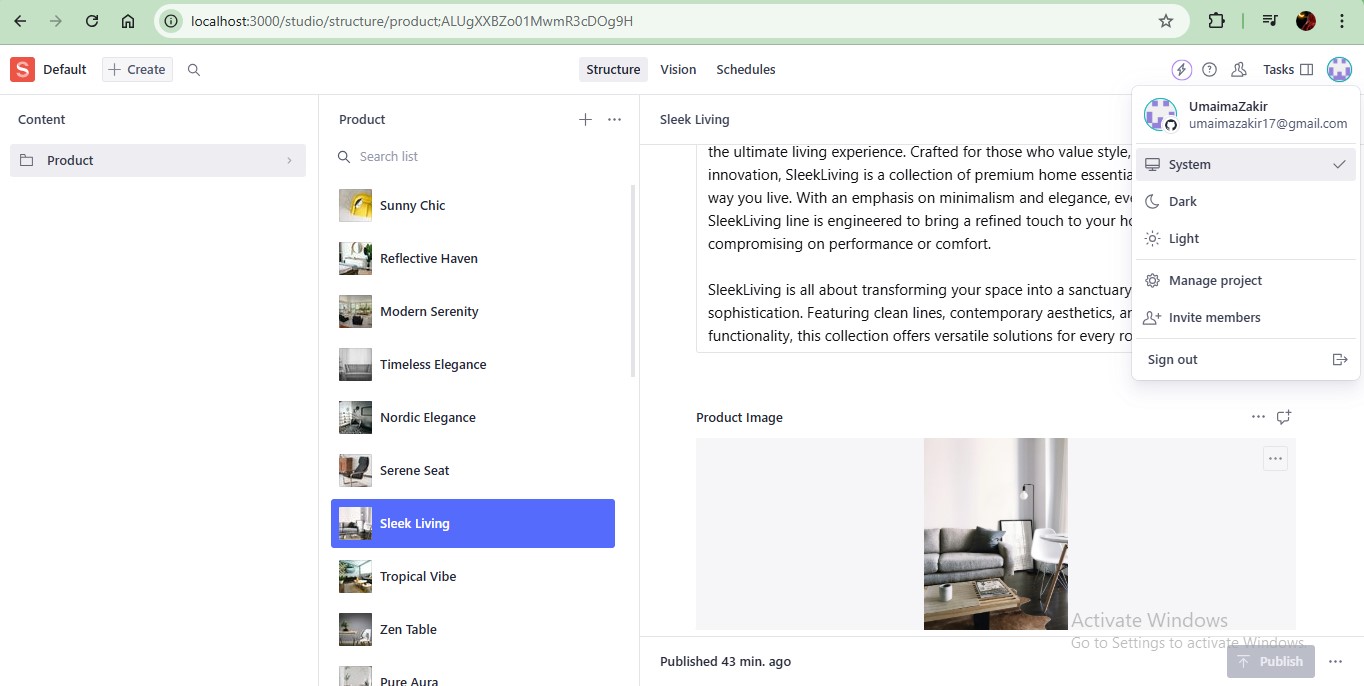 localhost:3000/studio/structure/product;ALUgXXBZo01MwmR3cDOg9H
S Default + Create Structure Vision Schedules Tasks
Content
Product
Product
Search list
Sunny Chic
Reflective Haven
Modern Serenity
Timeless Elegance
Nordic Elegance
Serene Seat
Sleek Living
Tropical Vibe
Zen Table
Pure Aura
Sleek Living
the ultimate living experience. Crafted for those who value style,
innovation, SleekLiving is a collection of premium home essentia
way you live. With an emphasis on minimalism and elegance, eve
SleekLiving line is engineered to bring a refined touch to your ho
compromising on performance or comfort.
SleekLiving is all about transforming your space into a sanctuary
sophistication. Featuring clean lines, contemporary aesthetics, an
functionality, this collection offers versatile solutions for every ro
Product Image
Published 43 min. ago
Publish
UmaimaZakir
umaimazakir17@gmail.com
System
Dark
Light
Manage project
Invite members
Sign out
Activate Windows
Go to Settings to activate Windows.